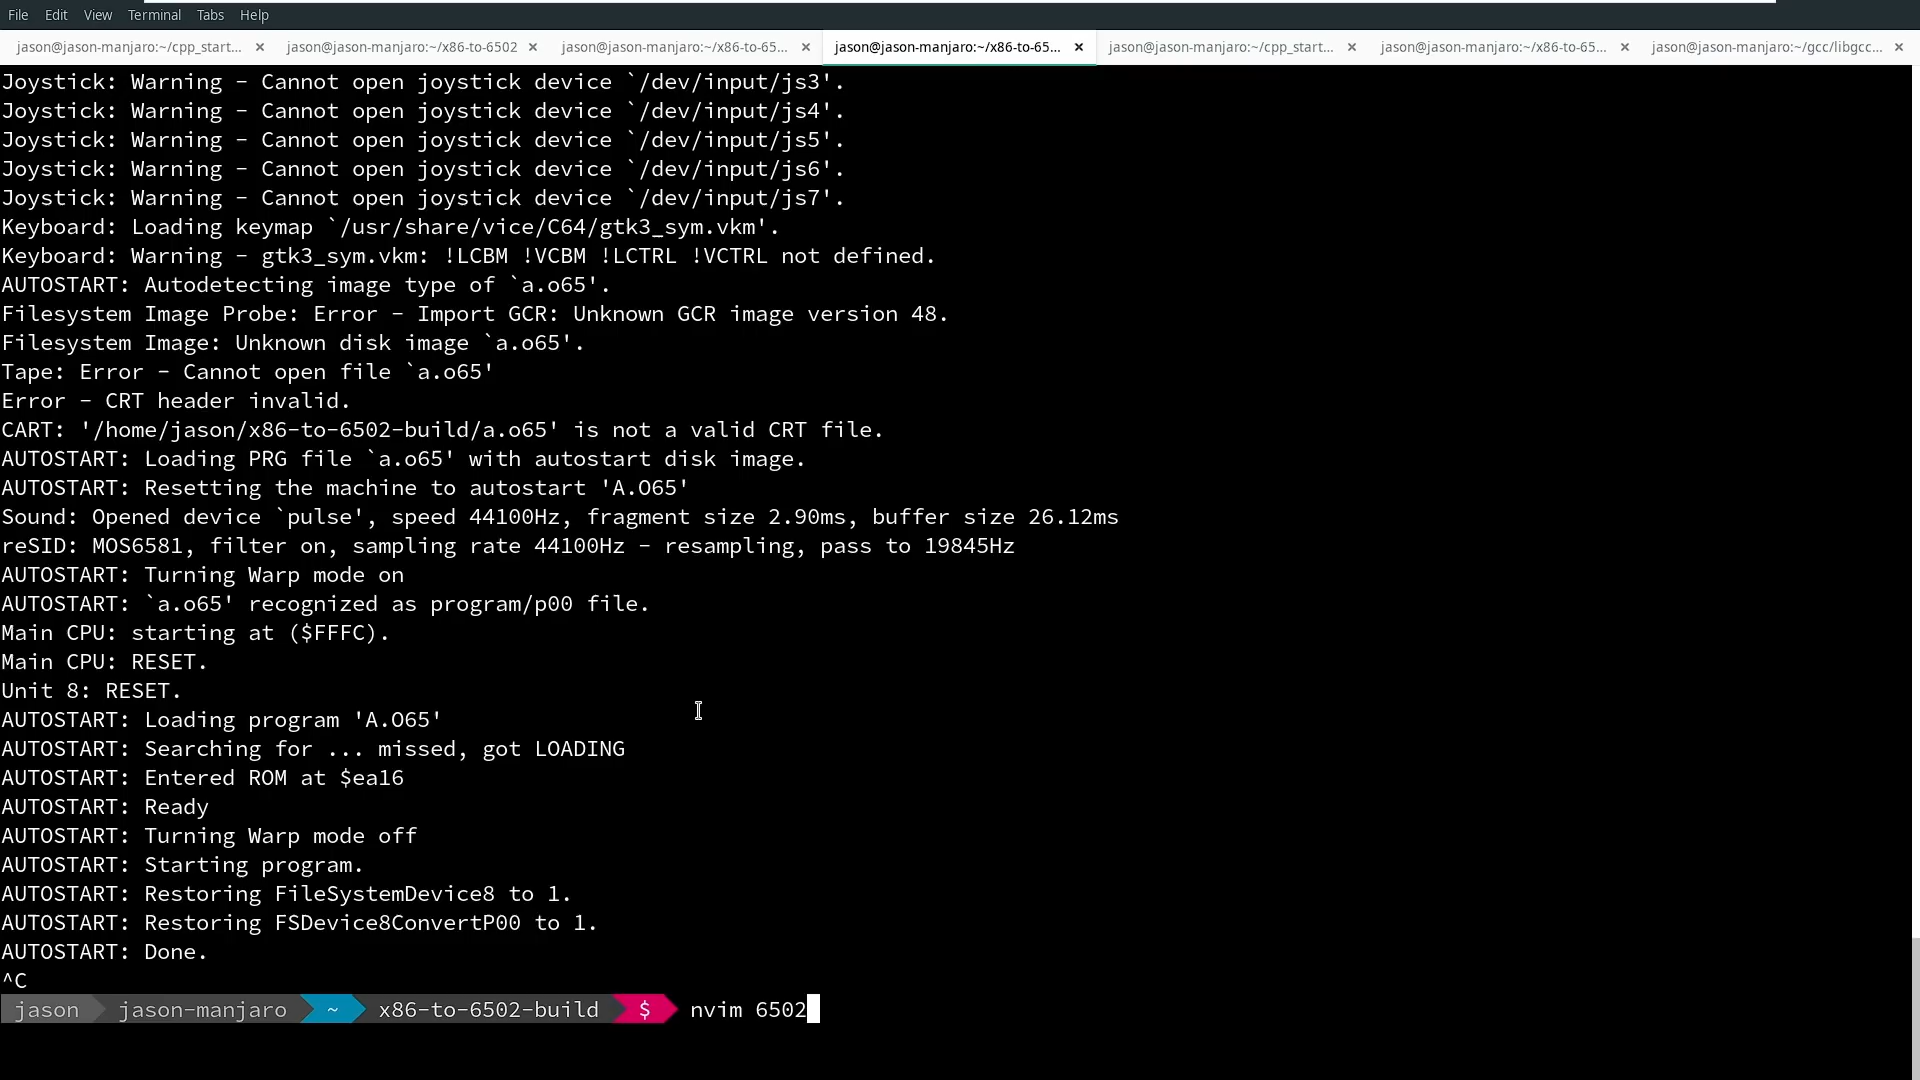 File Edit View Terminal Tabs Help
jason@jason-manjaro:~/cpp_start... × jason@jason-manjaro:~/x86-to-6502 × jason@jason-manjaro:~/x86-to-65... × jason@jason-manjaro:~/x86-to-65... × jason@jason-manjaro:~/cpp_start... × jason@jason-manjaro:~/x86-to-65... × jason@jason-manjaro:~/gcc/libgcc... ×
Joystick: Warning - Cannot open joystick device `/dev/input/js3'.
Joystick: Warning - Cannot open joystick device `/dev/input/js4'.
Joystick: Warning - Cannot open joystick device `/dev/input/js5'.
Joystick: Warning - Cannot open joystick device `/dev/input/js6'.
Joystick: Warning - Cannot open joystick device `/dev/input/js7'.
Keyboard: Loading keymap `/usr/share/vice/C64/gtk3_sym.vkm'.
Keyboard: Warning - gtk3_sym.vkm: !LCBM !VCBM !LCTRL !VCTRL not defined.
AUTOSTART: Autodetecting image type of `a.o65'.
Filesystem Image Probe: Error - Import GCR: Unknown GCR image version 48.
Filesystem Image: Unknown disk image `a.o65'.
Tape: Error - Cannot open file `a.o65'
Error - CRT header invalid.
CART: '/home/jason/x86-to-6502-build/a.o65' is not a valid CRT file.
AUTOSTART: Loading PRG file `a.o65' with autostart disk image.
AUTOSTART: Resetting the machine to autostart 'A.O65'
Sound: Opened device `pulse', speed 44100Hz, fragment size 2.90ms, buffer size 26.12ms
reSID: MOS6581, filter on, sampling rate 44100Hz - resampling, pass to 19845Hz
AUTOSTART: Turning Warp mode on
AUTOSTART: `a.o65' recognized as program/p00 file.
Main CPU: starting at ($FFFC).
Main CPU: RESET.
Unit 8: RESET.
AUTOSTART: Loading program 'A.O65'
AUTOSTART: Searching for ... missed, got LOADING
AUTOSTART: Entered ROM at $ea16
AUTOSTART: Ready
AUTOSTART: Turning Warp mode off
AUTOSTART: Starting program.
AUTOSTART: Restoring FileSystemDevice8 to 1.
AUTOSTART: Restoring FSDevice8ConvertP00 to 1.
AUTOSTART: Done.
^C
jason jason-manjaro ~ x86-to-6502-build $ nvim 6502